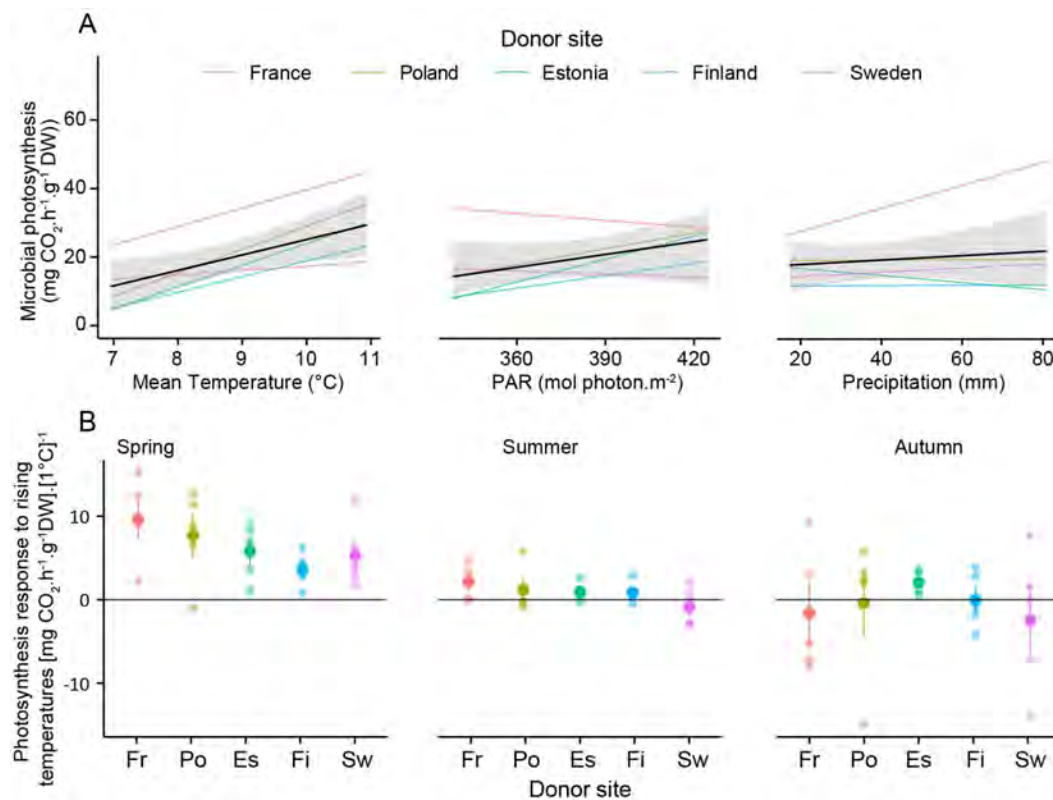 A
Donor site
France Poland Estonia Finland Sweden
Microbial photosynthesis
(mg CO₂.h⁻¹.g⁻¹ DW))
60
40
20
0
7 8 9 10 11
Mean Temperature (°C)
360 390 420
PAR (mol photon.m⁻²)
20 40 60 80
Precipitation (mm)
B
Spring Summer Autumn
Photosynthesis response to rising
temperatures [mg CO₂.h⁻¹.g⁻¹DW].[1°C]⁻¹
10
0
-10
Fr Po Es Fi Sw
Fr Po Es Fi Sw
Fr Po Es Fi Sw
Donor site